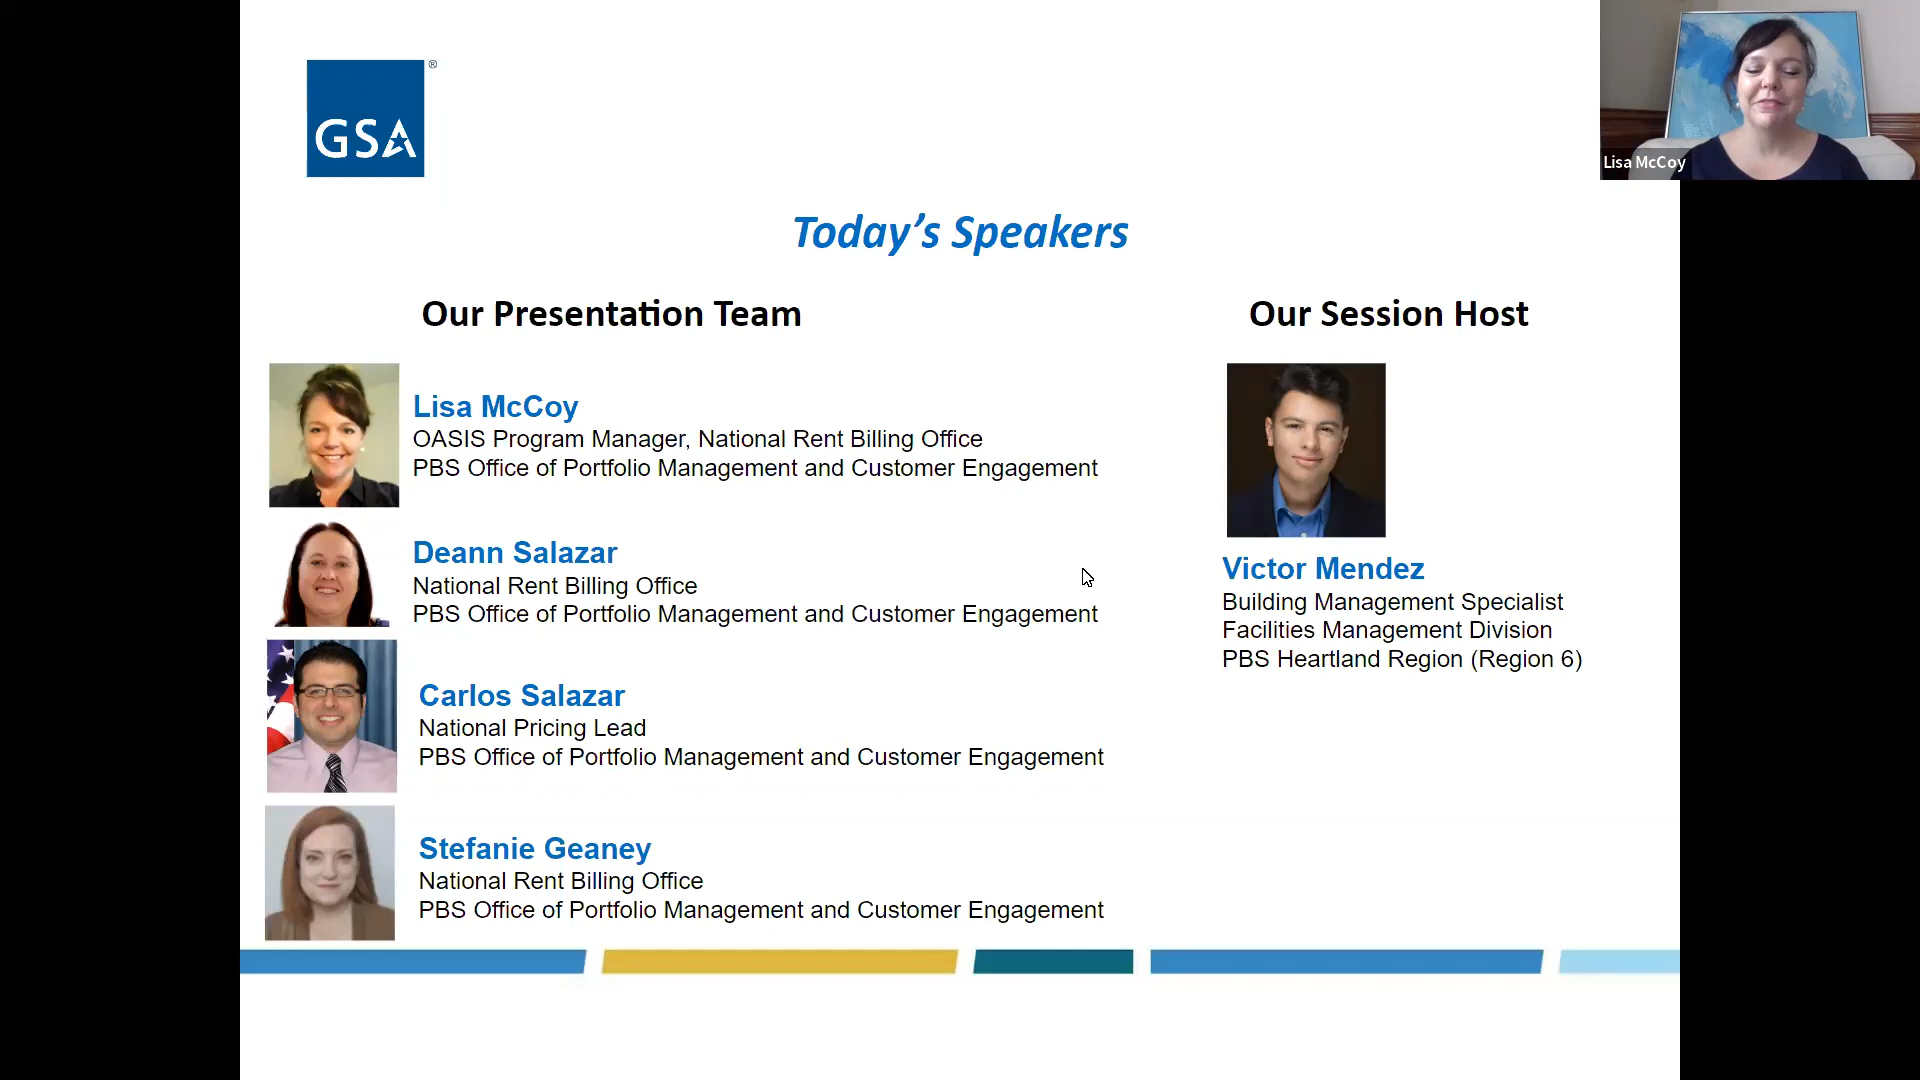 GSA®
Lisa McCoy
Today's Speakers
Our Presentation Team
Lisa McCoy
OASIS Program Manager, National Rent Billing Office
PBS Office of Portfolio Management and Customer Engagement
Deann Salazar
National Rent Billing Office
PBS Office of Portfolio Management and Customer Engagement
Carlos Salazar
National Pricing Lead
PBS Office of Portfolio Management and Customer Engagement
Stefanie Geaney
National Rent Billing Office
PBS Office of Portfolio Management and Customer Engagement
Our Session Host
Victor Mendez
Building Management Specialist
Facilities Management Division
PBS Heartland Region (Region 6)